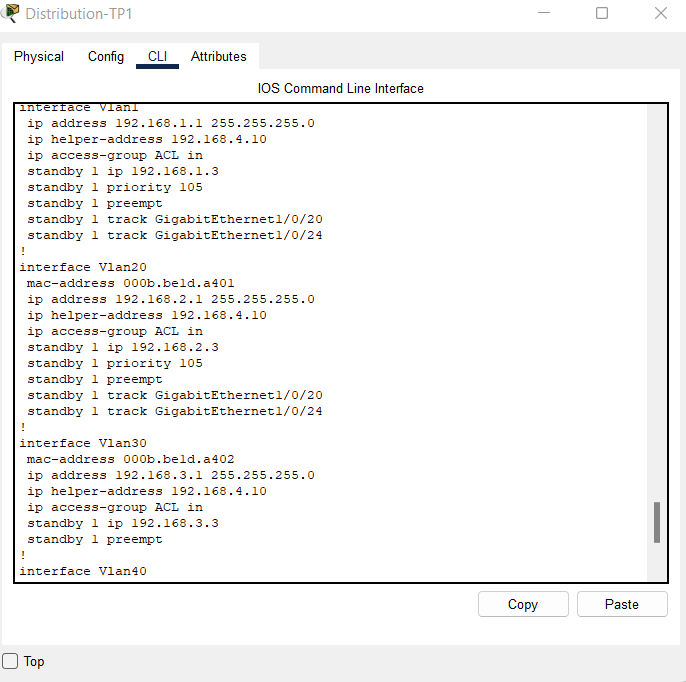 Distribution-TP1
Physical Config CLI Attributes
IOS Command Line Interface
interface Vlan1
ip address 192.168.1.1 255.255.255.0
ip helper-address 192.168.4.10
ip access-group ACL in
standby 1 ip 192.168.1.3
standby 1 priority 105
standby 1 preempt
standby 1 track GigabitEthernet1/0/20
standby 1 track GigabitEthernet1/0/24
!
interface Vlan20
mac-address 000b.be1d.a401
ip address 192.168.2.1 255.255.255.0
ip helper-address 192.168.4.10
ip access-group ACL in
standby 1 ip 192.168.2.3
standby 1 priority 105
standby 1 preempt
standby 1 track GigabitEthernet1/0/20
standby 1 track GigabitEthernet1/0/24
!
interface Vlan30
mac-address 000b.be1d.a402
ip address 192.168.3.1 255.255.255.0
ip helper-address 192.168.4.10
ip access-group ACL in
standby 1 ip 192.168.3.3
standby 1 preempt
!
interface Vlan40
Copy Paste
Top